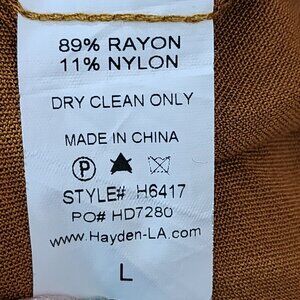 89% RAYON
11% NYLON
DRY CLEAN ONLY
MADE IN CHINA
P
STYLE# H6417
PO# HD7280
www.Hayden-LA.com
L